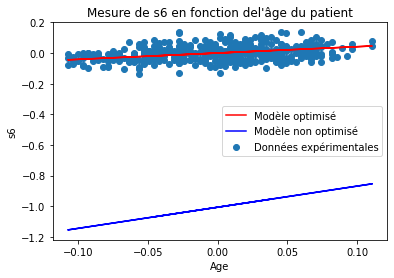 Mesure de s6 en fonction del'âge du patient
0.2
0.0
−0.2
−0.4
−0.6
−0.8
−1.0
−1.2
s6
Modèle optimisé
Modèle non optimisé
Données expérimentales
−0.10
−0.05
0.00
0.05
0.10
Age